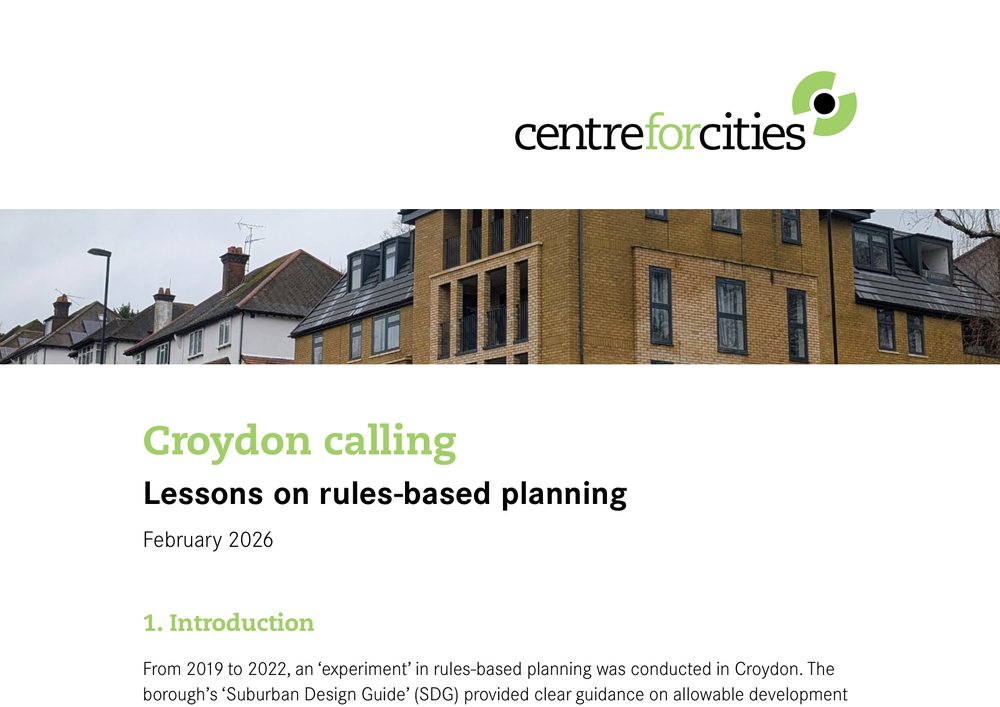 centreforcities
Croydon calling
Lessons on rules-based planning
February 2026
1. Introduction
From 2019 to 2022, an ‘experiment’ in rules-based planning was conducted in Croydon. The
borough’s ‘Suburban Design Guide’ (SDG) provided clear guidance on allowable development